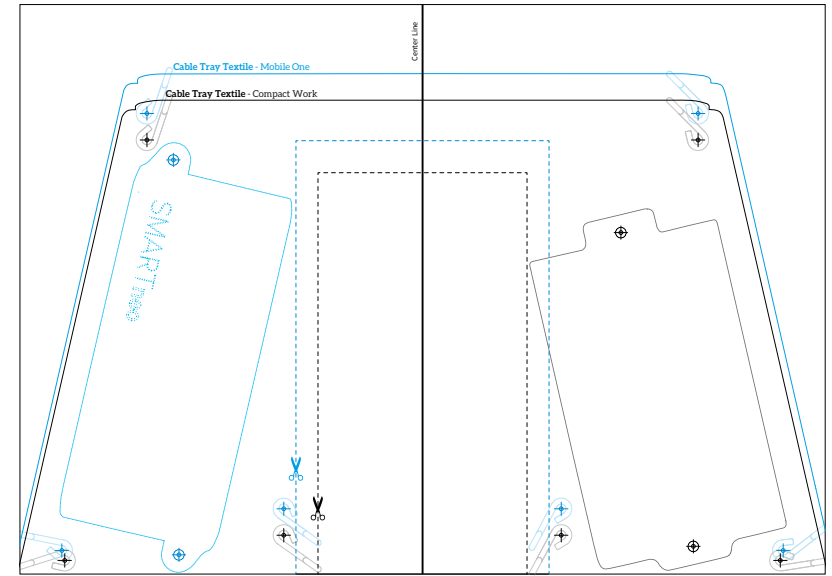 Center Line
Cable Tray Textile - Mobile One
Cable Tray Textile - Compact Work
SMART